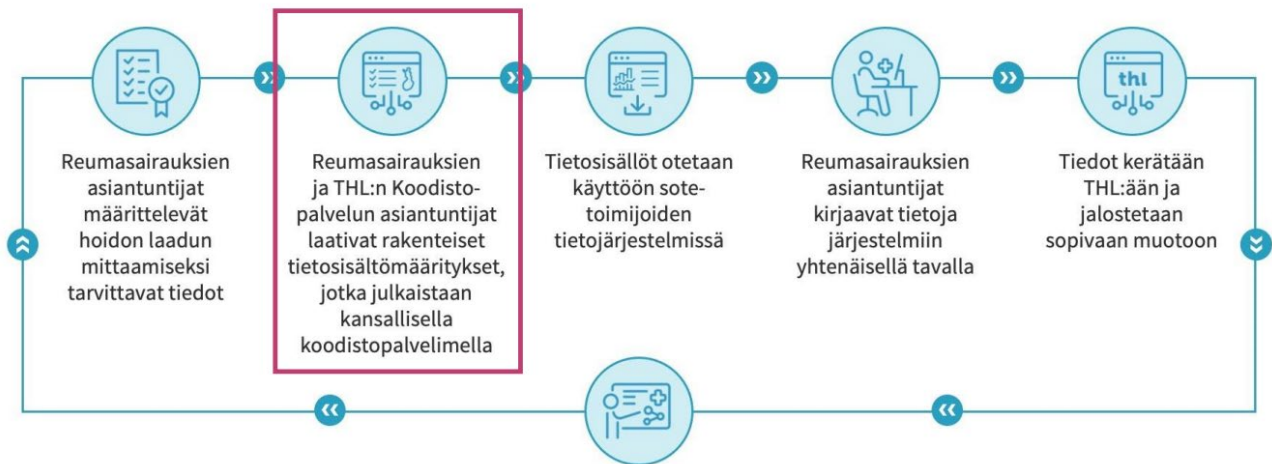 thl
Reumasairauksien
asiantuntijat
määrittelevät
hoidon laadun
mittaamiseksi
tarvittavat tiedot
Reumasairauksien
ja THL:n Koodisto-
palvelun asiantuntijat
laativat rakenteiset
tietosisältömääritykset,
jotka julkaistaan
kansallisella
koodistopalvelimella
Tietosisällöt otetaan
käyttöön sote-
toimijoiden
tietojärjestelmissä
Reumasairauksien
asiantuntijat
kirjaavat tietoja
järjestelmiin
yhtenäisellä tavalla
Tiedot kerätään
THL:ään ja
jalostetaan
sopivaan muotoon